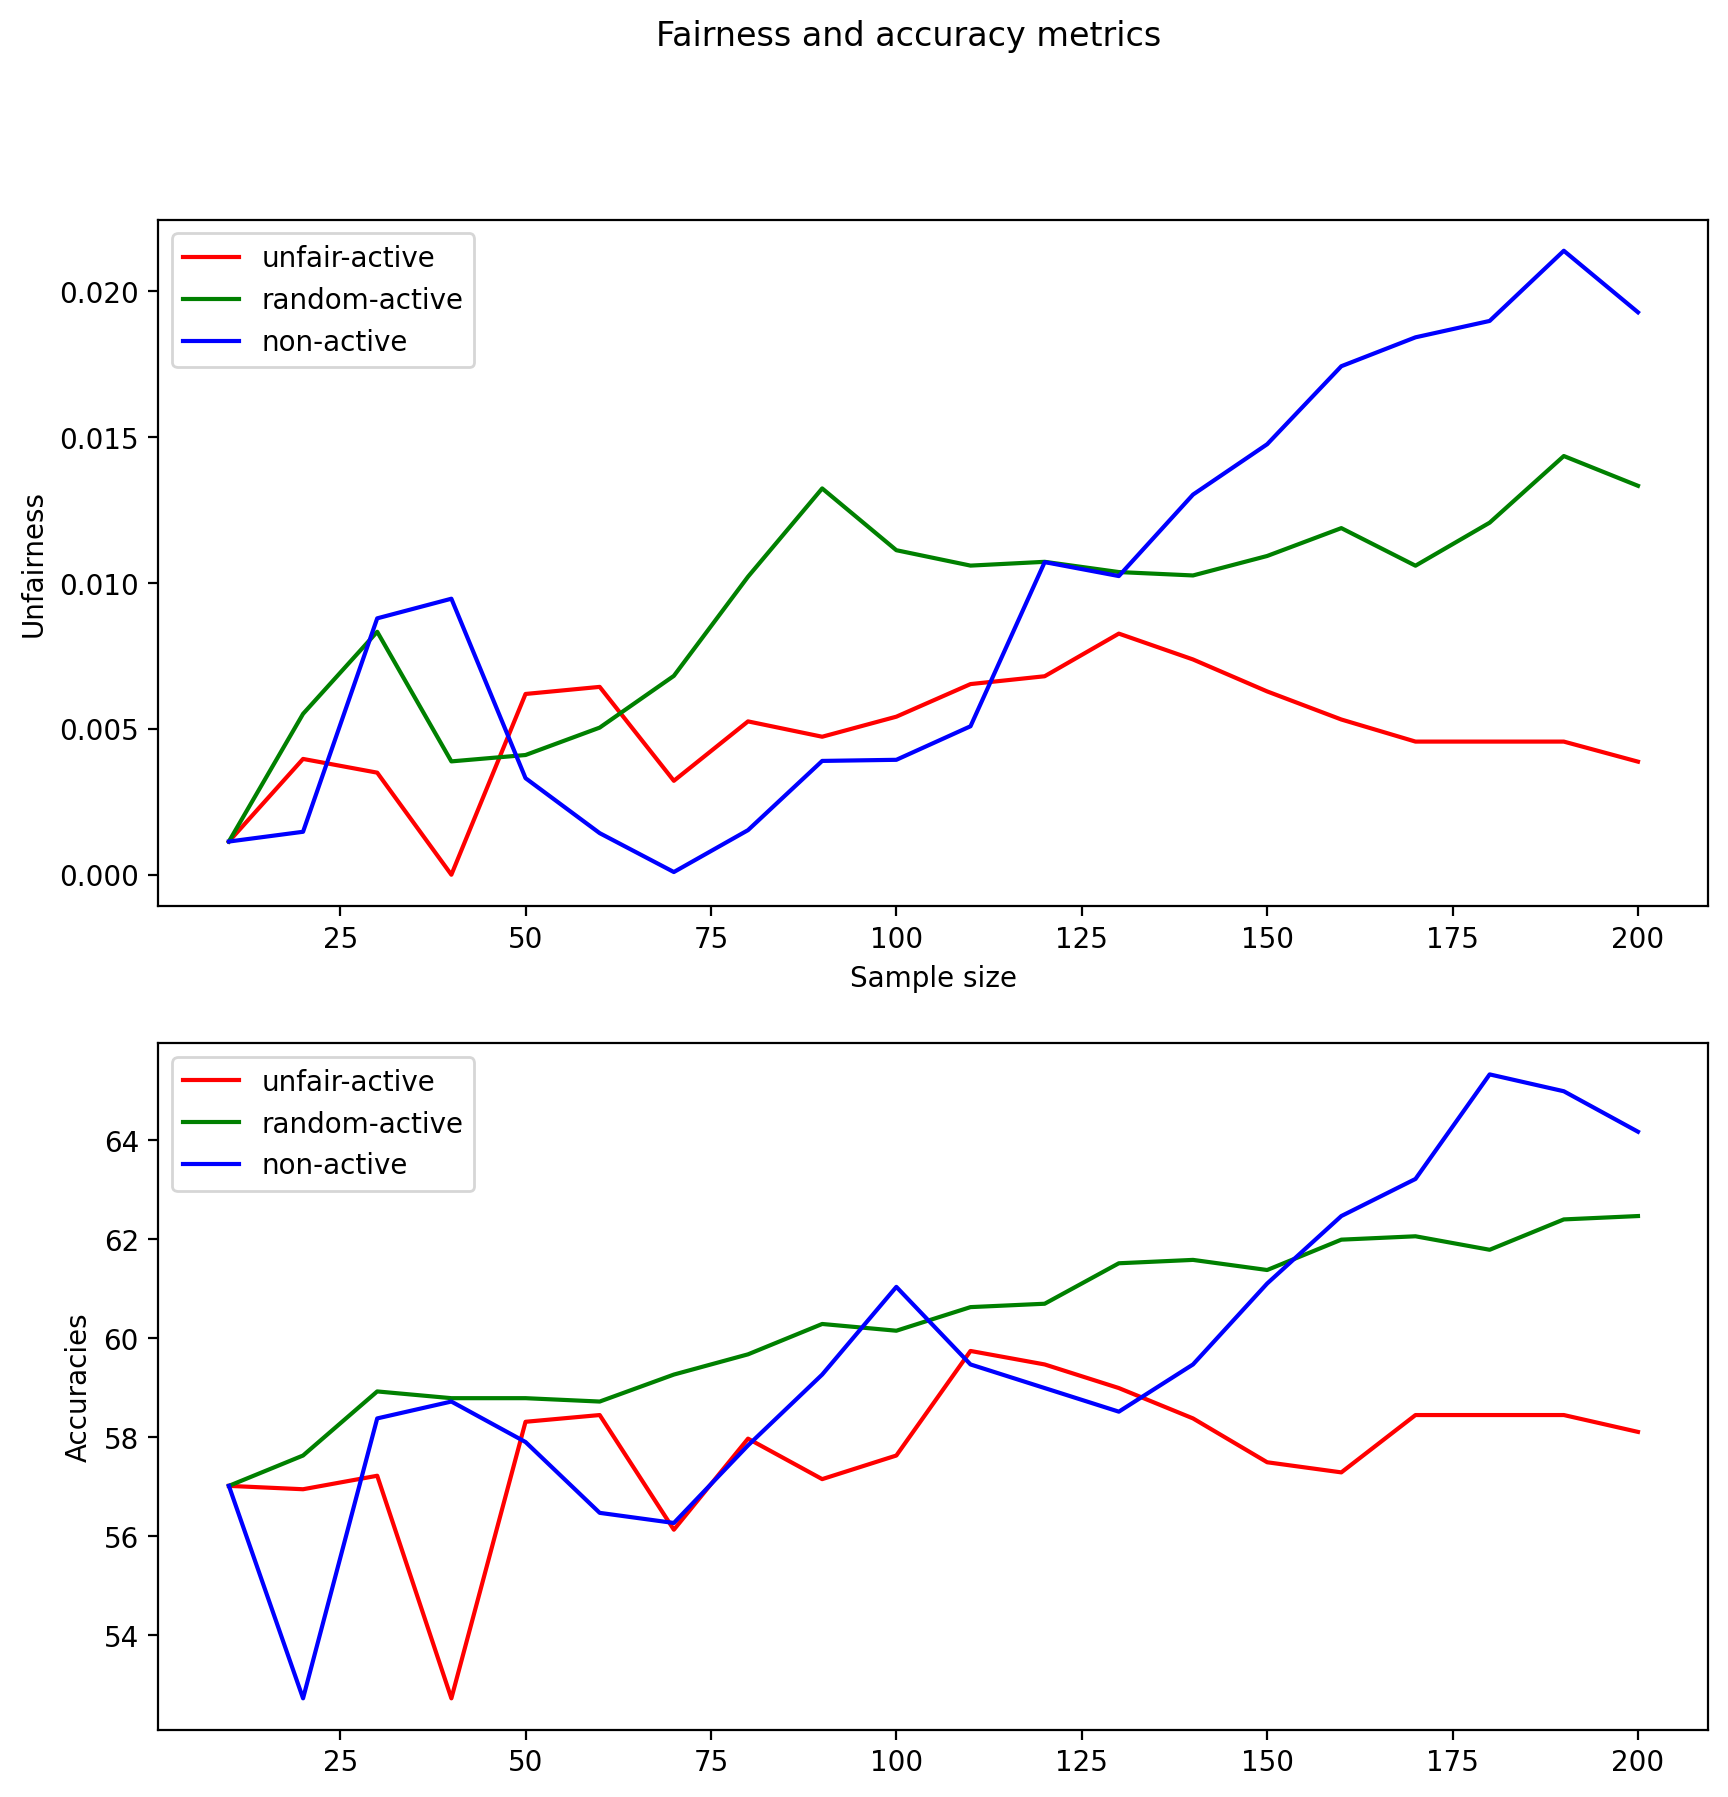 Fairness and accuracy metrics
unfair-active
random-active
non-active
0.020
0.015
0.010
0.005
0.000
Unfairness
25 50 75 100 125 150 175 200
Sample size
unfair-active
random-active
non-active
64
62
60
58
56
54
Accuracies
25 50 75 100 125 150 175 200